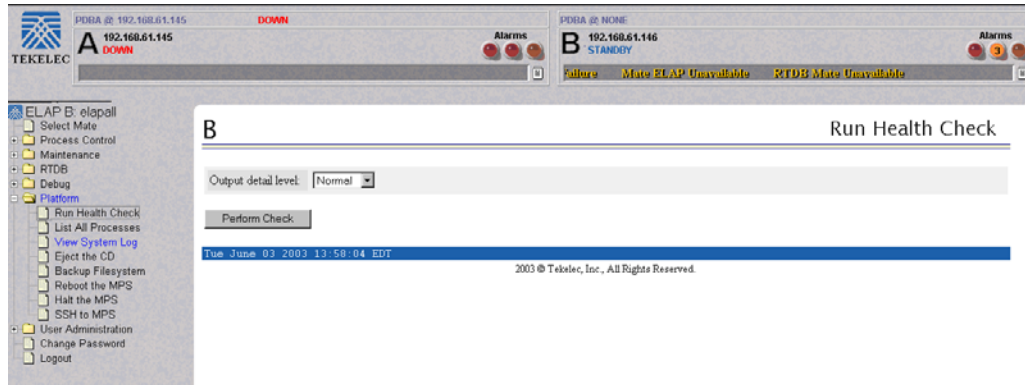 TEKELEC
PDBA @ 192.168.61.145 DOWN
A 192.168.61.145
DOWN
Alarms
PDBA @ NONE
B 192.168.61.146
STANDBY
Alarms
3
Failure Mate ELAP Unavailable RTDB Mate Unavailable
ELAP B: elapall
Select Mate
Process Control
Maintenance
RTDB
Debug
Platform
Run Health Check
List All Processes
View System Log
Eject the CD
Backup Filesystem
Reboot the MPS
Halt the MPS
SSH to MPS
User Administration
Change Password
Logout
B Run Health Check
Output detail level: Normal
Perform Check
Tue June 03 2003 13:58:04 EDT
2003 © Tekelec, Inc., All Rights Reserved.